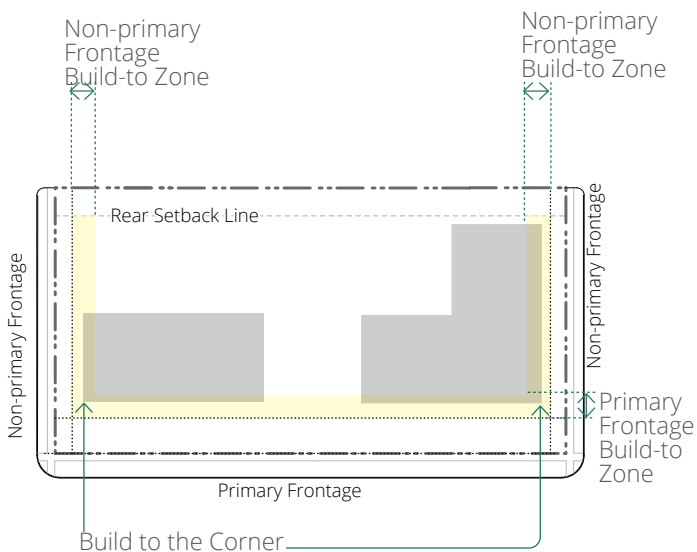 Non-primary
Frontage
Build-to Zone
Non-primary
Frontage
Build-to Zone
Rear Setback Line
Non-primary Frontage
Non-primary Frontage
Primary
Frontage
Build-to
Zone
Primary Frontage
Build to the Corner